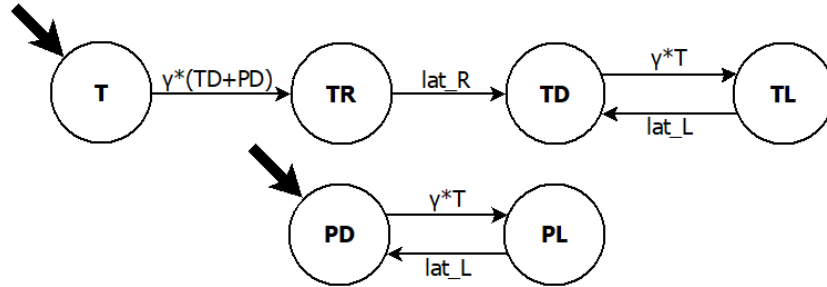 γ*T
T
γ*(TD+PD)
TR
lat_R
TD
TL
lat_L
γ*T
PD
PL
lat_L